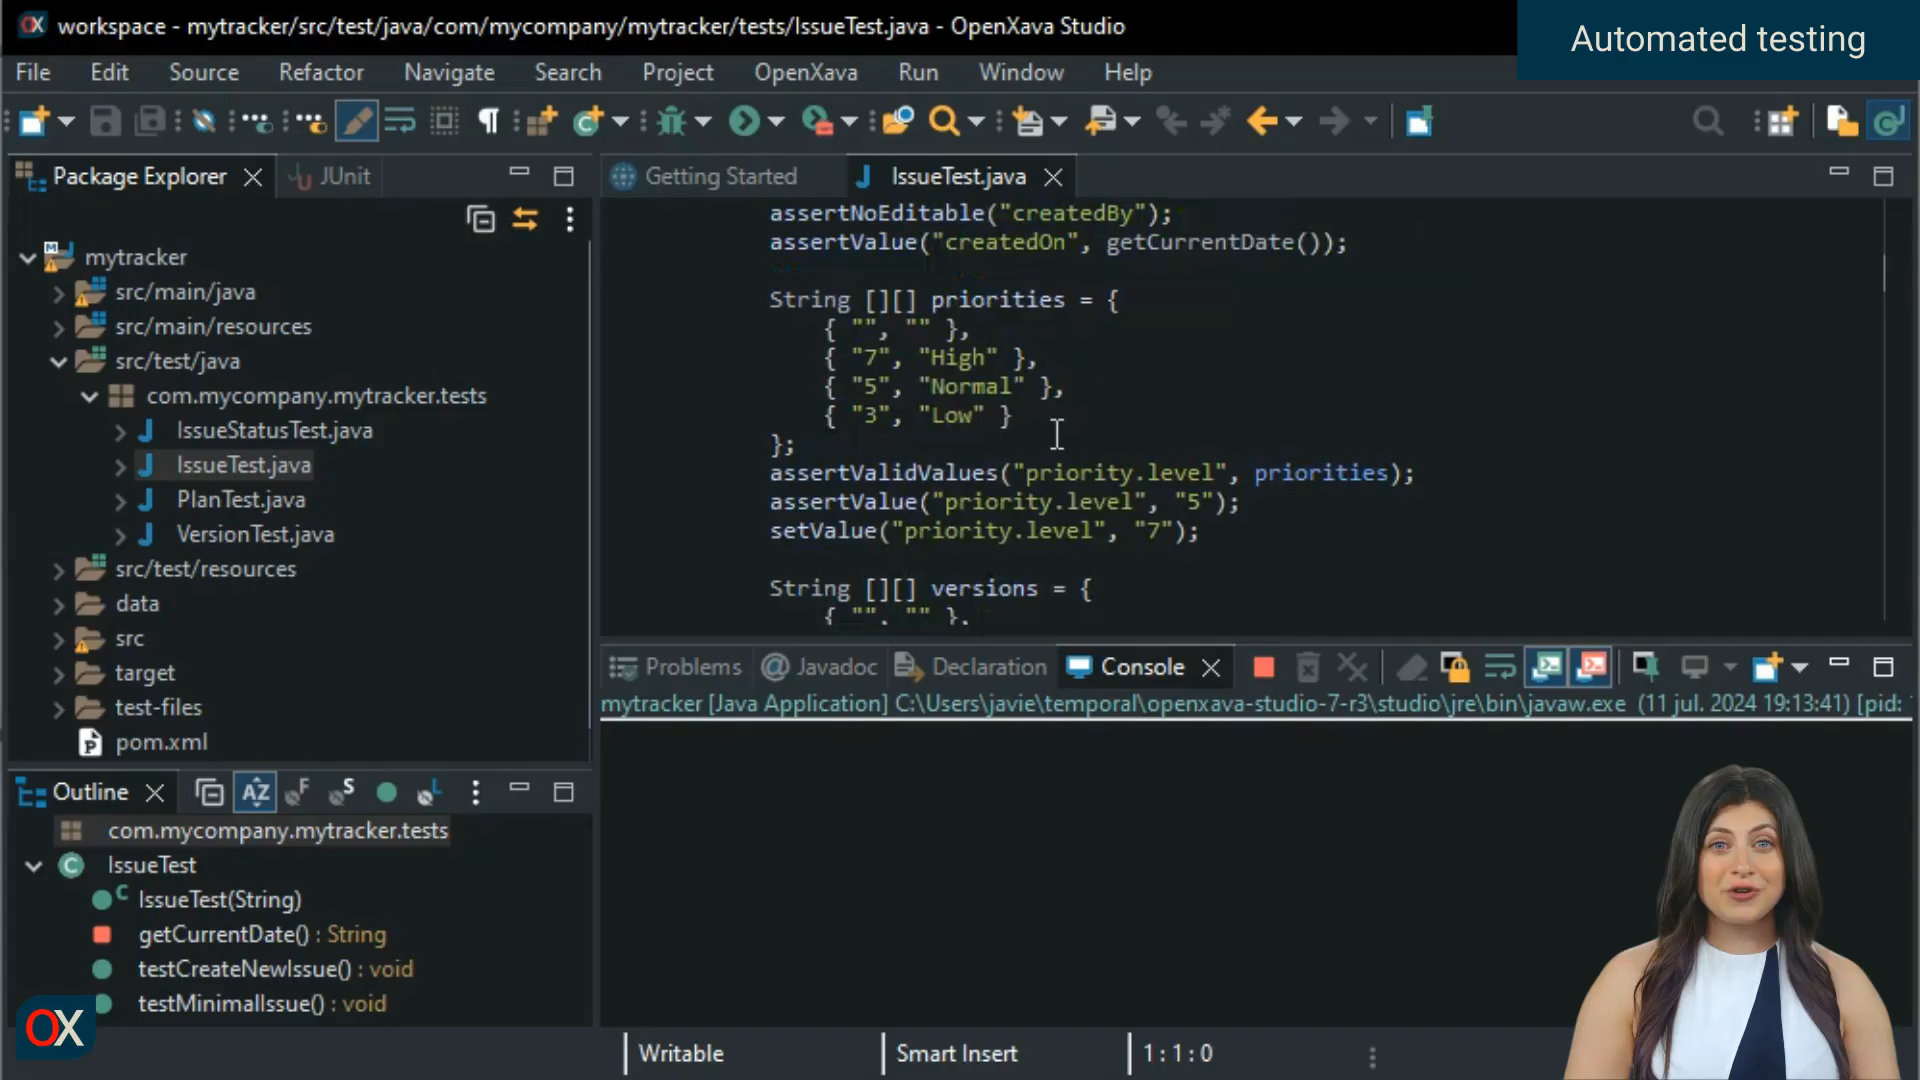 workspace - mytracker/src/test/java/com/mycompany/mytracker/tests/IssueTest.java - OpenXava Studio
Automated testing
File Edit Source Refactor Navigate Search Project OpenXava Run Window Help
Package Explorer
JUnit
Getting Started
IssueTest.java
mytracker
src/main/java
src/main/resources
src/test/java
com.mycompany.mytracker.tests
IssueStatusTest.java
IssueTest.java
PlanTest.java
VersionTest.java
src/test/resources
data
src
target
test-files
pom.xml
assertNoEditable("createdBy");
assertValue("createdOn", getCurrentDate());
String [][] priorities = {
{ "", "" },
{ "7", "High" },
{ "5", "Normal" },
{ "3", "Low" }
};
assertValidValues("priority.level", priorities);
assertValue("priority.level", "5");
setValue("priority.level", "7");
String [][] versions = {
{ "", "" },
Problems
Javadoc
Declaration
Console
mytracker [Java Application] C:\Users\javie\temporal\openxava-studio-7-r3\studio\jre\bin\javaw.exe (11 jul. 2024 19:13:41) [pid:
Outline
com.mycompany.mytracker.tests
IssueTest
IssueTest(String)
getCurrentDate() : String
testCreateNewIssue() : void
testMinimalIssue() : void
OX
Writable
Smart Insert
1 : 1 : 0